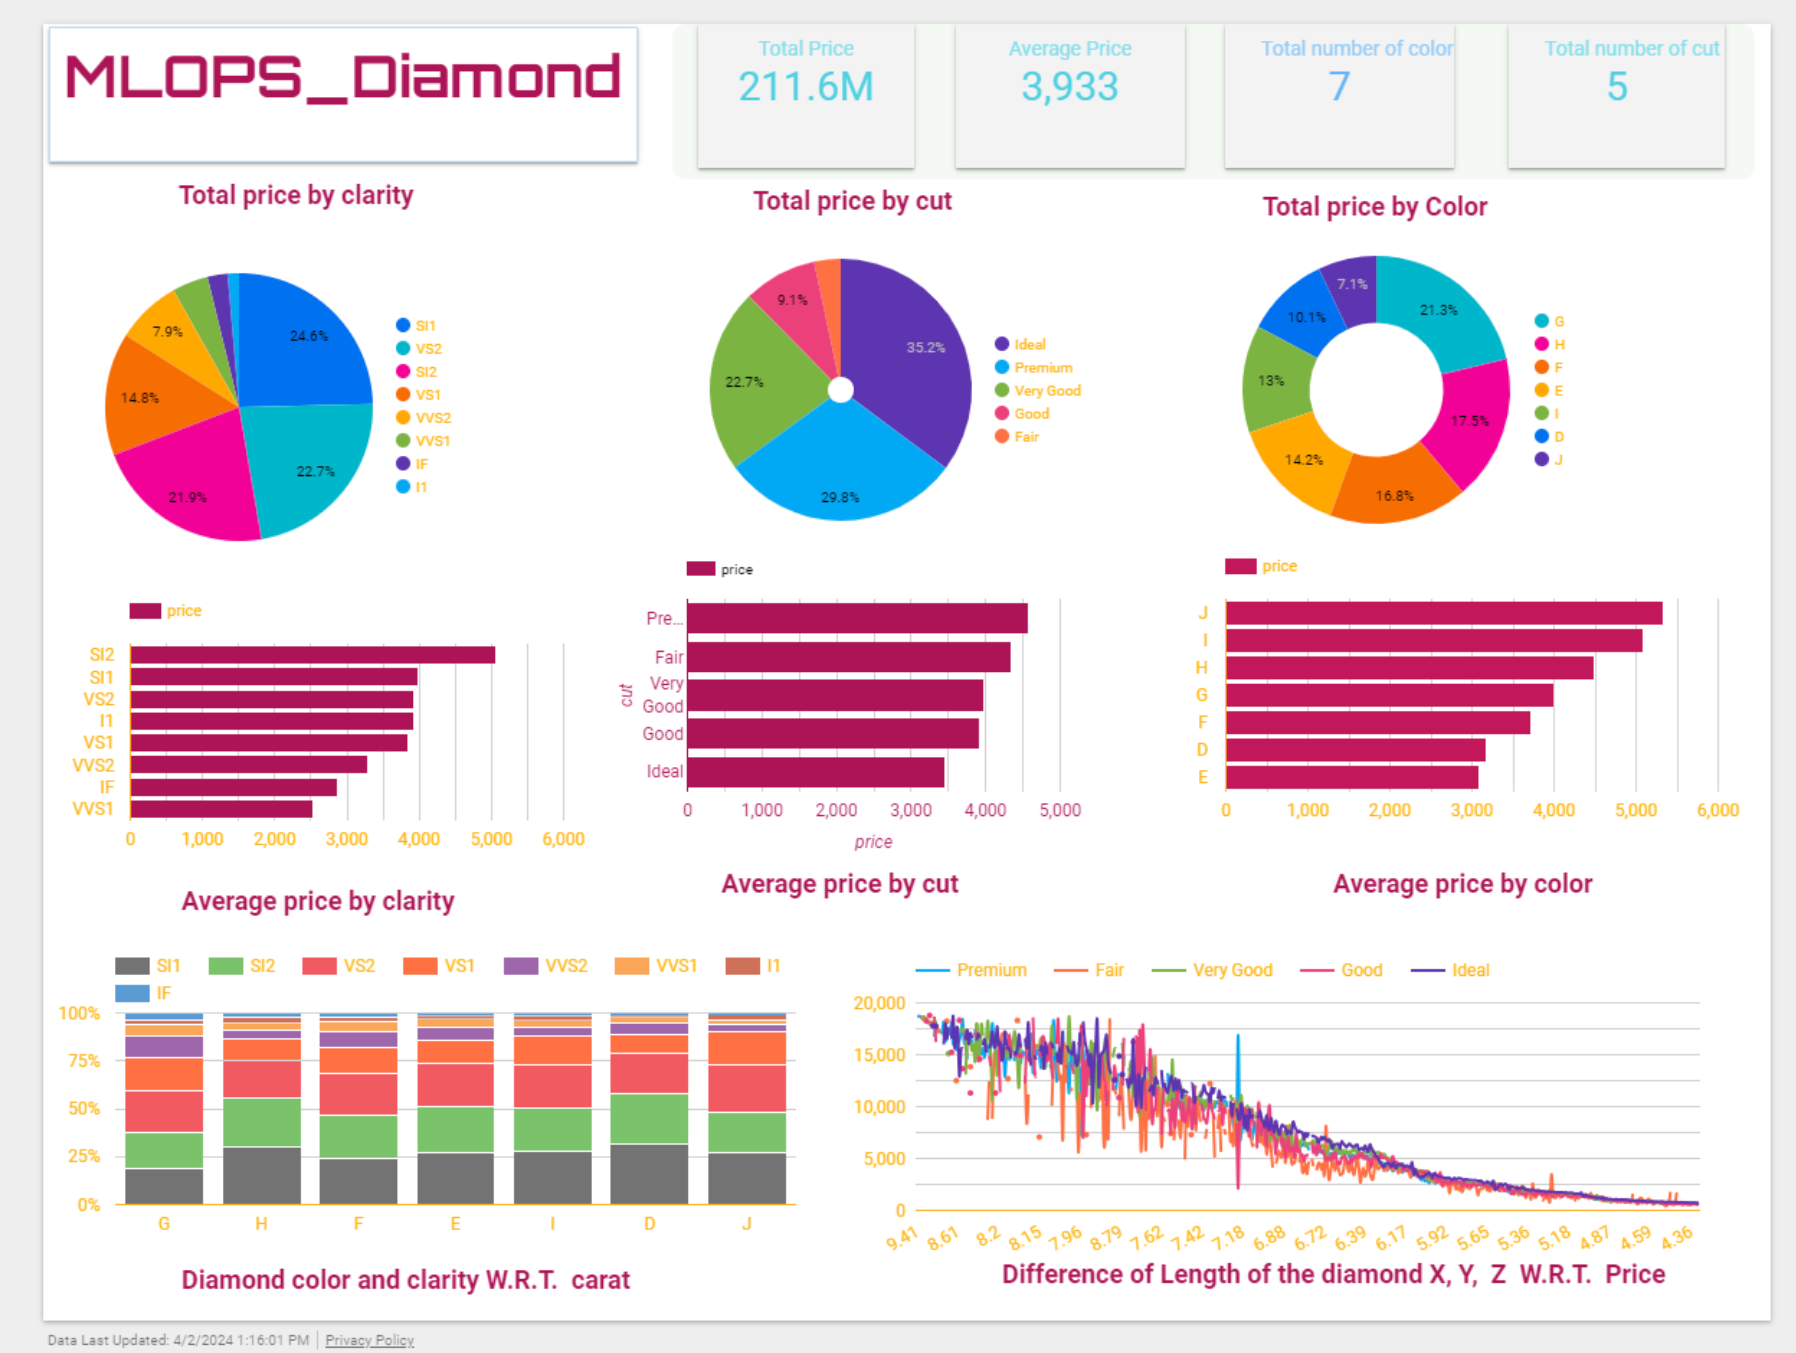 MLOPS_Diamond
Total Price
211.6M
Average Price
3,933
Total number of color
7
Total number of cut
5
Total price by clarity
24.6%
22.7%
21.9%
14.8%
7.9%
SI1
VS2
SI2
VS1
VVS2
VVS1
IF
I1
Total price by cut
35.2%
29.8%
22.7%
9.1%
Ideal
Premium
Very Good
Good
Fair
Total price by Color
21.3%
17.5%
16.8%
14.2%
13%
10.1%
7.1%
G
H
F
E
I
D
J
price
SI2
SI1
VS2
I1
VS1
VVS2
IF
VVS1
0 1,000 2,000 3,000 4,000 5,000 6,000
Average price by clarity
price
cut
Pre...
Fair
Very
Good
Good
Ideal
0 1,000 2,000 3,000 4,000 5,000
price
Average price by cut
price
J
I
H
G
F
D
E
0 1,000 2,000 3,000 4,000 5,000 6,000
Average price by color
SI1 SI2 VS2 VS1 VVS2 VVS1 I1
IF
100%
75%
50%
25%
0%
G H F E I D J
Diamond color and clarity W.R.T. carat
Premium Fair Very Good Good Ideal
20,000
15,000
10,000
5,000
0
9.41 8.61 8.2 8.15 7.96 8.79 7.62 7.42 7.18 6.88 6.72 6.39 6.17 5.92 5.65 5.36 5.18 4.87 4.59 4.36
Difference of Length of the diamond X, Y, Z W.R.T. Price
Data Last Updated: 4/2/2024 1:16:01 PM Privacy Policy